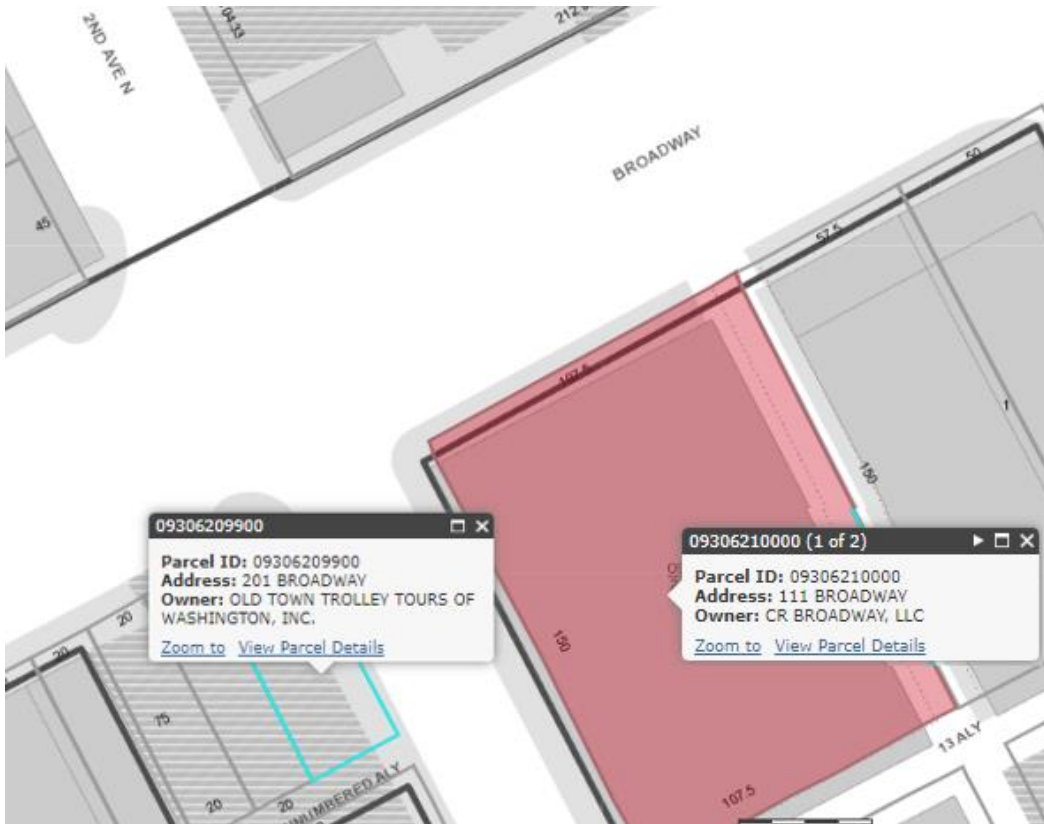 2ND AVE N
104.33
BROADWAY
50
45
57.5
107.5
1
150
09306209900
Parcel ID: 09306209900
Address: 201 BROADWAY
Owner: OLD TOWN TROLLEY TOURS OF
WASHINGTON, INC.
Zoom to View Parcel Details
09306210000 (1 of 2)
Parcel ID: 09306210000
Address: 111 BROADWAY
Owner: CR BROADWAY, LLC
Zoom to View Parcel Details
20
20
150
75
13 ALY
20
20
107.5